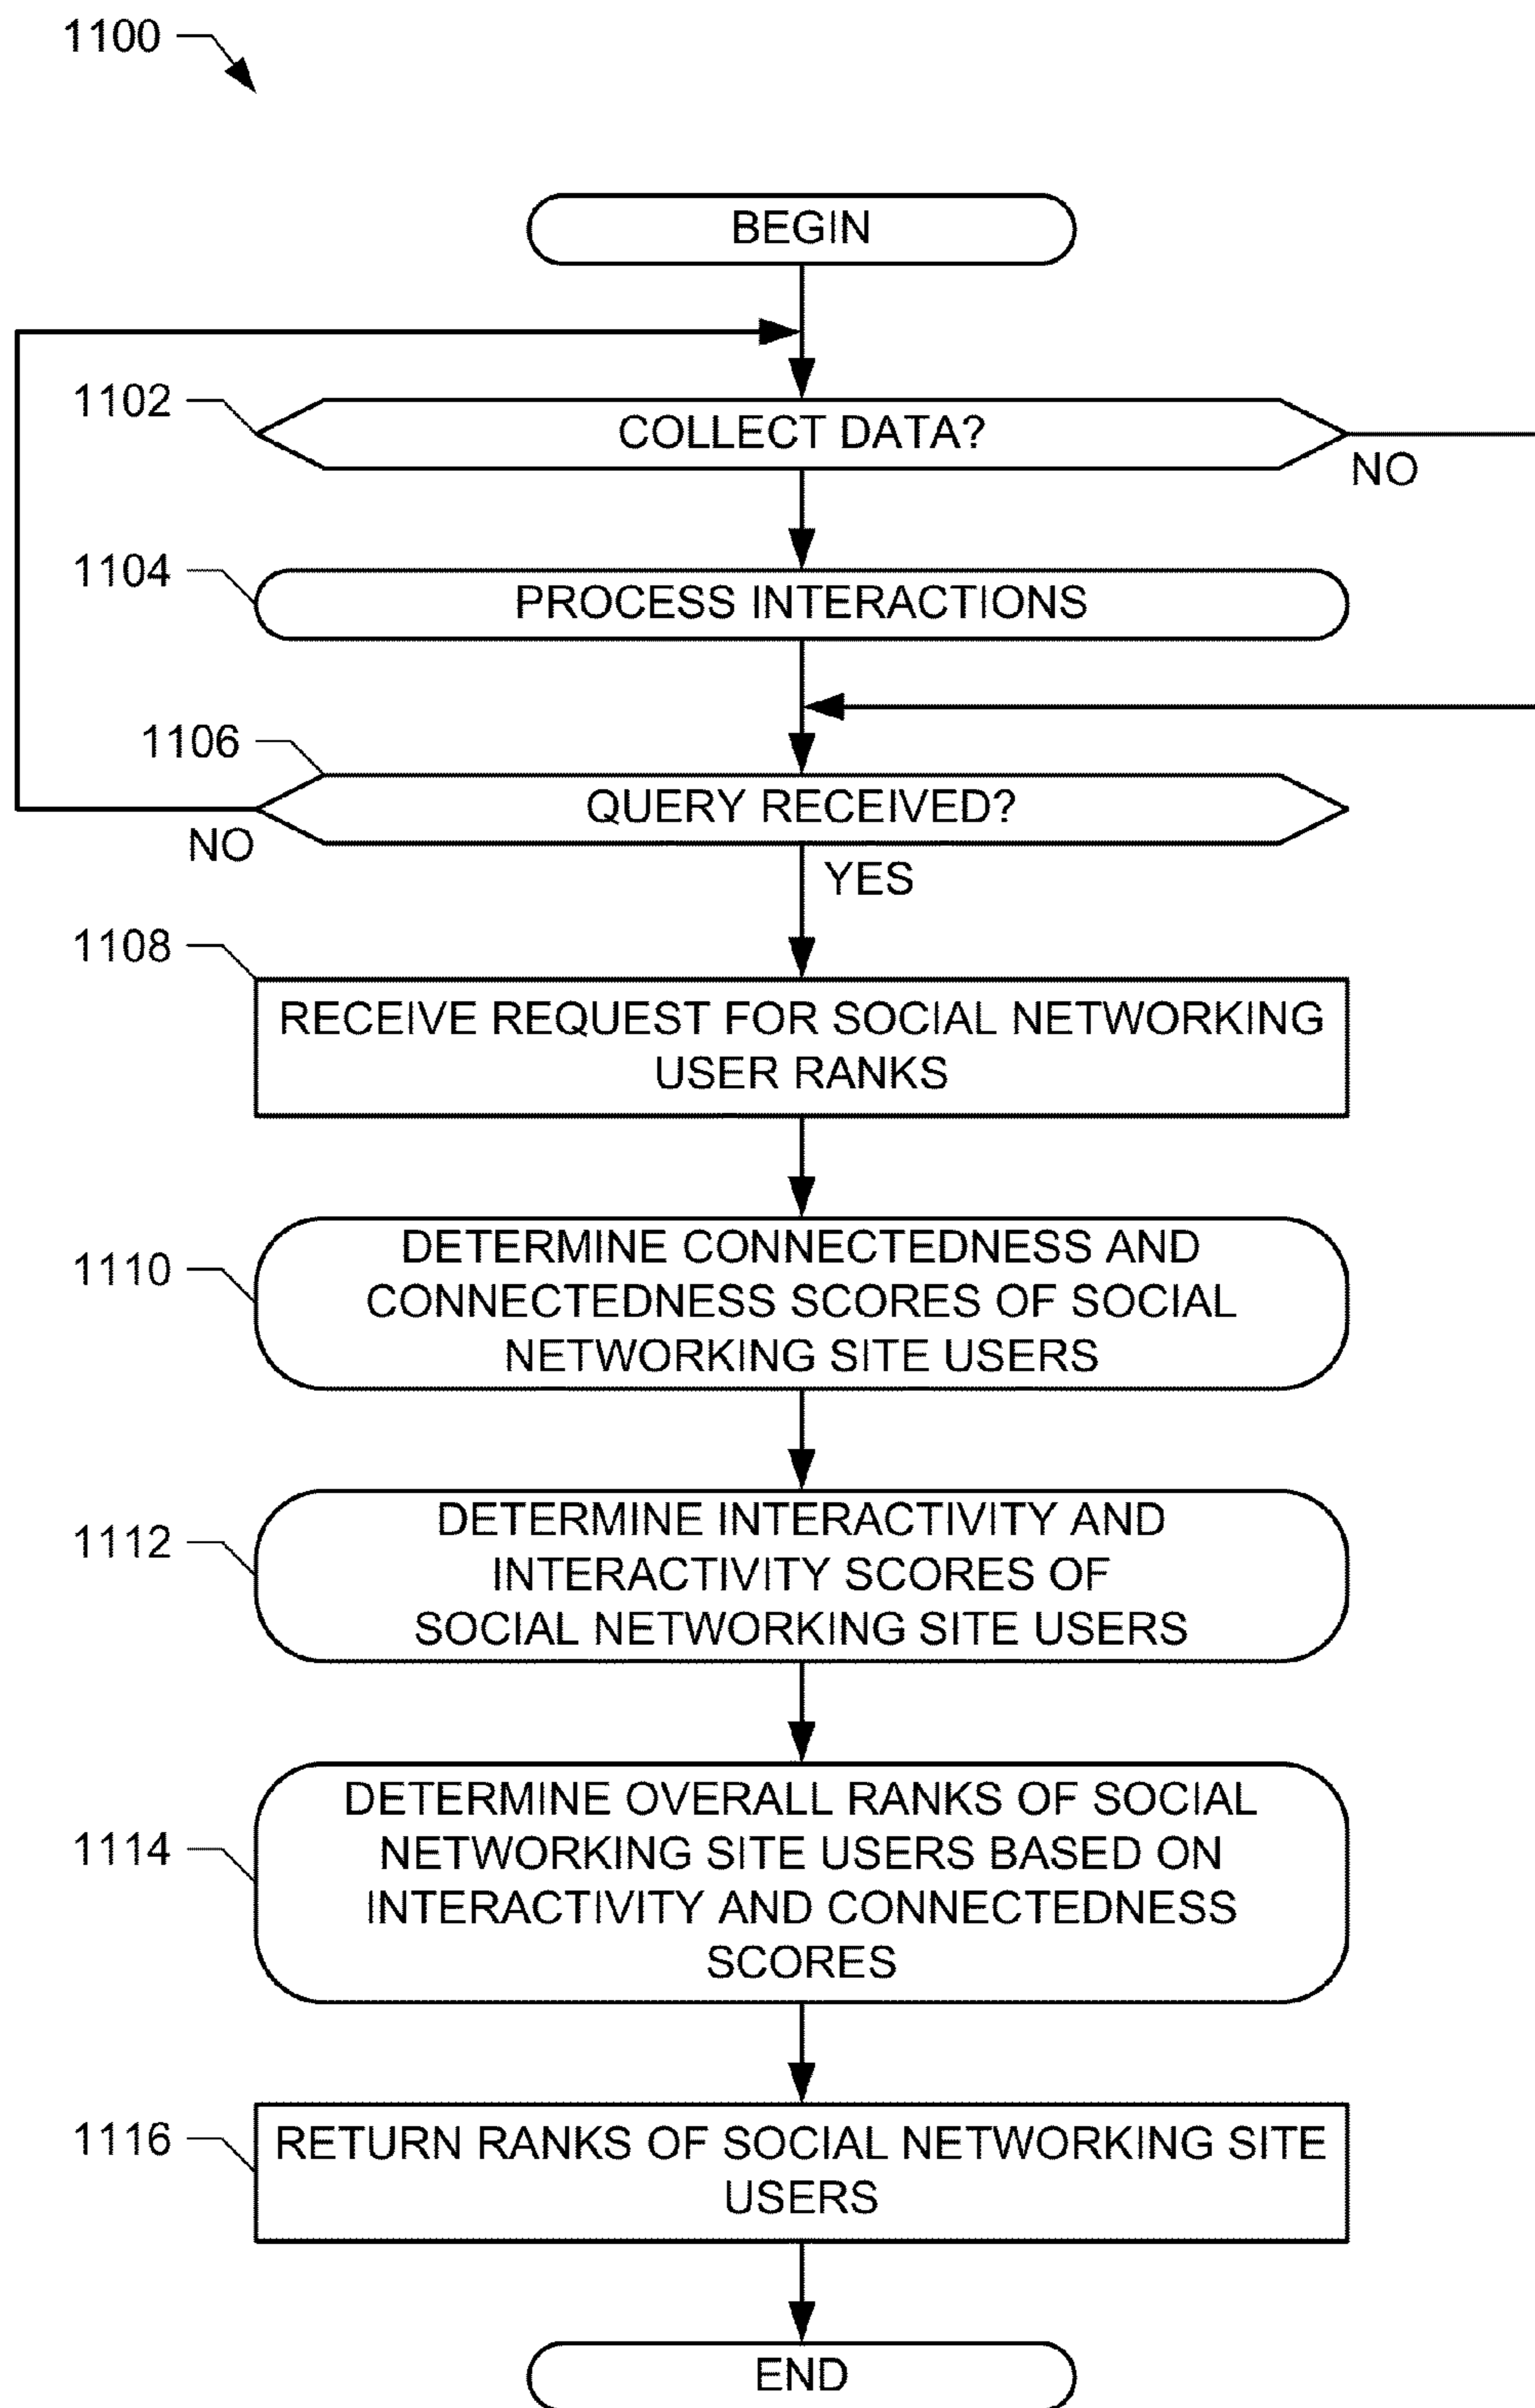 1100
BEGIN
1102
COLLECT DATA?
NO
1104
PROCESS INTERACTIONS
1106
QUERY RECEIVED?
NO
YES
1108
RECEIVE REQUEST FOR SOCIAL NETWORKING
USER RANKS
1110
DETERMINE CONNECTEDNESS AND
CONNECTEDNESS SCORES OF SOCIAL
NETWORKING SITE USERS
1112
DETERMINE INTERACTIVITY AND
INTERACTIVITY SCORES OF
SOCIAL NETWORKING SITE USERS
1114
DETERMINE OVERALL RANKS OF SOCIAL
NETWORKING SITE USERS BASED ON
INTERACTIVITY AND CONNECTEDNESS
SCORES
1116
RETURN RANKS OF SOCIAL NETWORKING SITE
USERS
END